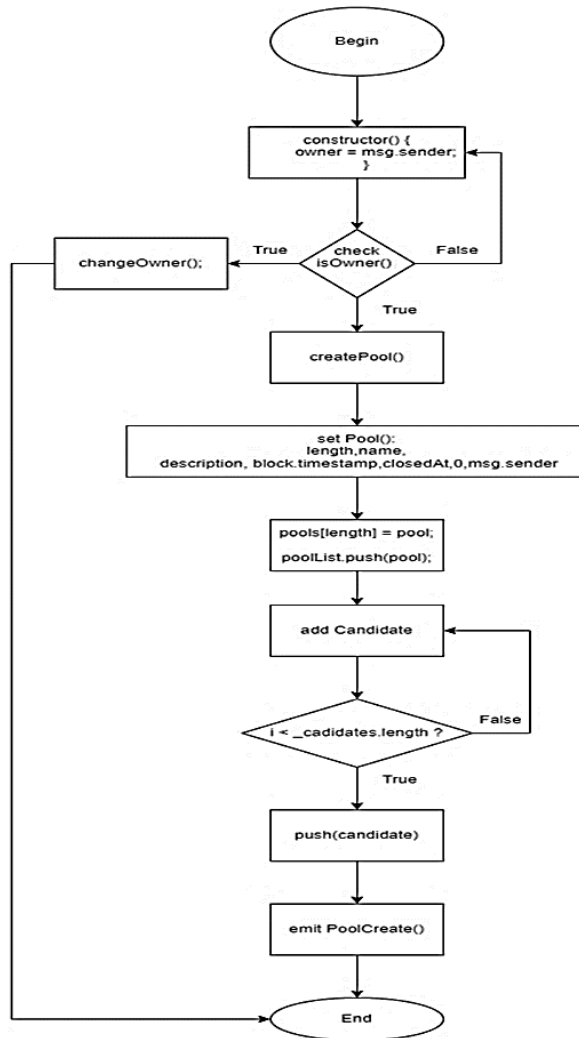 Begin
constructor() {
owner = msg.sender;
}
check
isOwner()
True
False
changeOwner();
True
createPool()
set Pool():
length,name,
description, block.timestamp,closedAt,0,msg.sender
pools[length] = pool;
poolList.push(pool);
add Candidate
i < _cadidates.length ?
False
True
push(candidate)
emit PoolCreate()
End